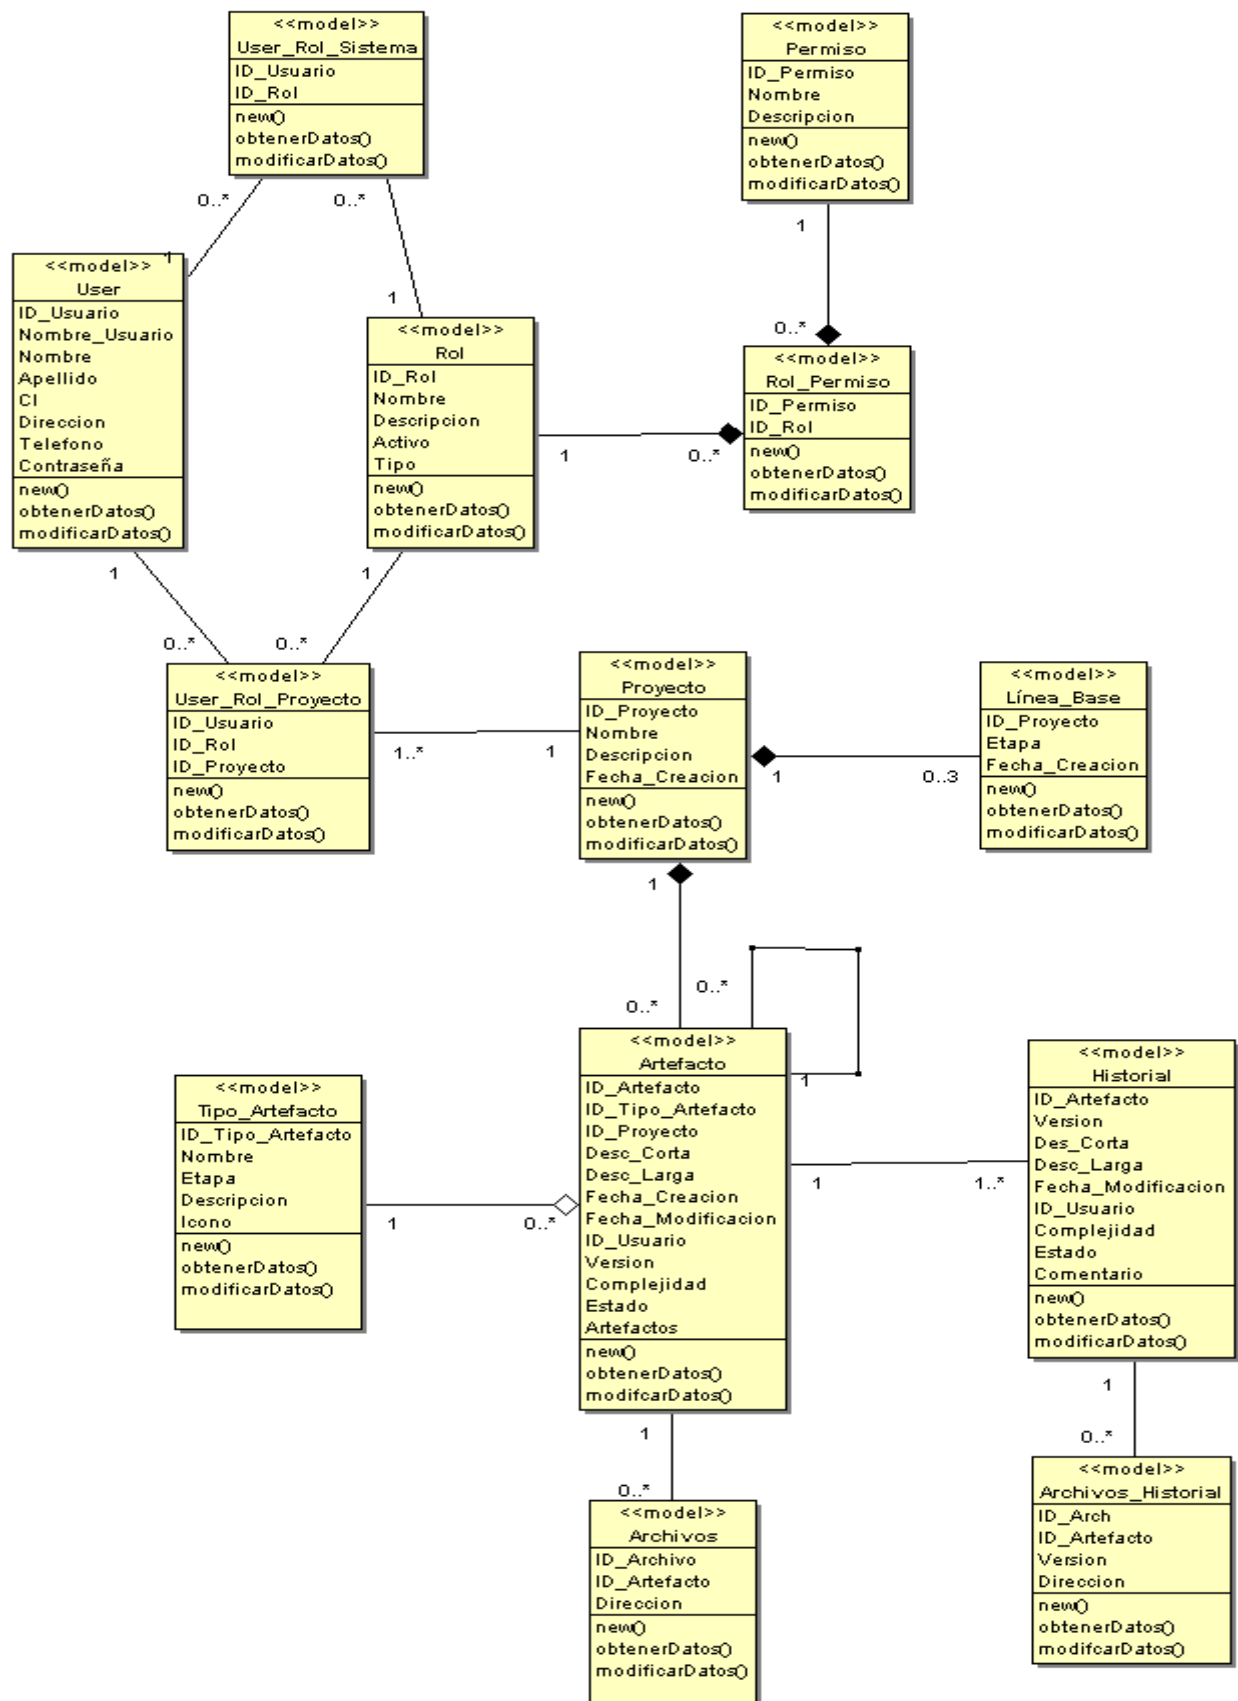 <<model>>
User_Rol_Sistema
ID_Usuario
ID_Rol
new()
obtenerDatos()
modificarDatos()
<<model>>
Permiso
ID_Permiso
Nombre
Descripcion
new()
obtenerDatos()
modificarDatos()
0..*
0..*
1
1
1
0..*
<<model>>
User
ID_Usuario
Nombre_Usuario
Nombre
Apellido
CI
Direccion
Telefono
Contraseña
new()
obtenerDatos()
modificarDatos()
<<model>>
Rol
ID_Rol
Nombre
Descripcion
Activo
Tipo
new()
obtenerDatos()
modificarDatos()
1
0..*
<<model>>
Rol_Permiso
ID_Permiso
ID_Rol
new()
obtenerDatos()
modificarDatos()
1
1
0..*
0..*
<<model>>
User_Rol_Proyecto
ID_Usuario
ID_Rol
ID_Proyecto
new()
obtenerDatos()
modificarDatos()
1..*
1
<<model>>
Proyecto
ID_Proyecto
Nombre
Descripcion
Fecha_Creacion
new()
obtenerDatos()
modificarDatos()
1
0..3
<<model>>
Línea_Base
ID_Proyecto
Etapa
Fecha_Creacion
new()
obtenerDatos()
modificarDatos()
1
0..*
0..*
1
<<model>>
Tipo_Artefacto
ID_Tipo_Artefacto
Nombre
Etapa
Descripcion
Icono
new()
obtenerDatos()
modificarDatos()
1
0..*
<<model>>
Artefacto
ID_Artefacto
ID_Tipo_Artefacto
ID_Proyecto
Desc_Corta
Desc_Larga
Fecha_Creacion
Fecha_Modificacion
ID_Usuario
Version
Complejidad
Estado
Artefactos
new()
obtenerDatos()
modifcarDatos()
1
1..*
<<model>>
Historial
ID_Artefacto
Version
Des_Corta
Desc_Larga
Fecha_Modificacion
ID_Usuario
Complejidad
Estado
Comentario
new()
obtenerDatos()
modificarDatos()
1
0..*
1
0..*
<<model>>
Archivos
ID_Archivo
ID_Artefacto
Direccion
new()
obtenerDatos()
modificarDatos()
<<model>>
Archivos_Historial
ID_Arch
ID_Artefacto
Version
Direccion
new()
obtenerDatos()
modifcarDatos()